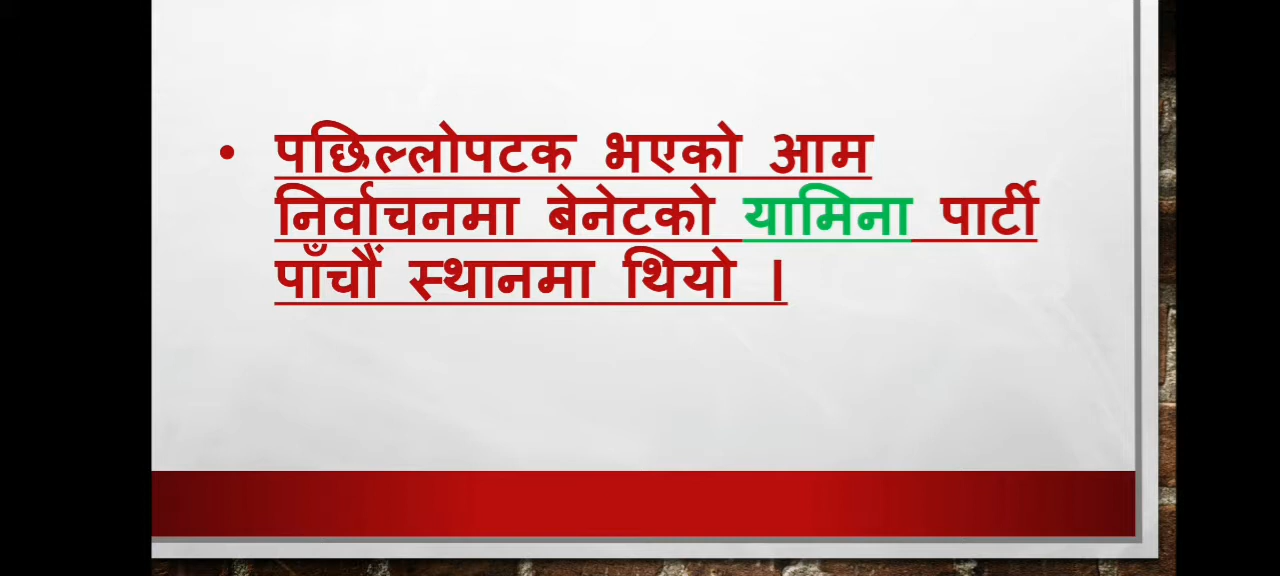 • पछिल्लोपटक भएको आम
निर्वाचनमा बेनेटको यामिना पार्टी
पाँचौं स्थानमा थियो ।